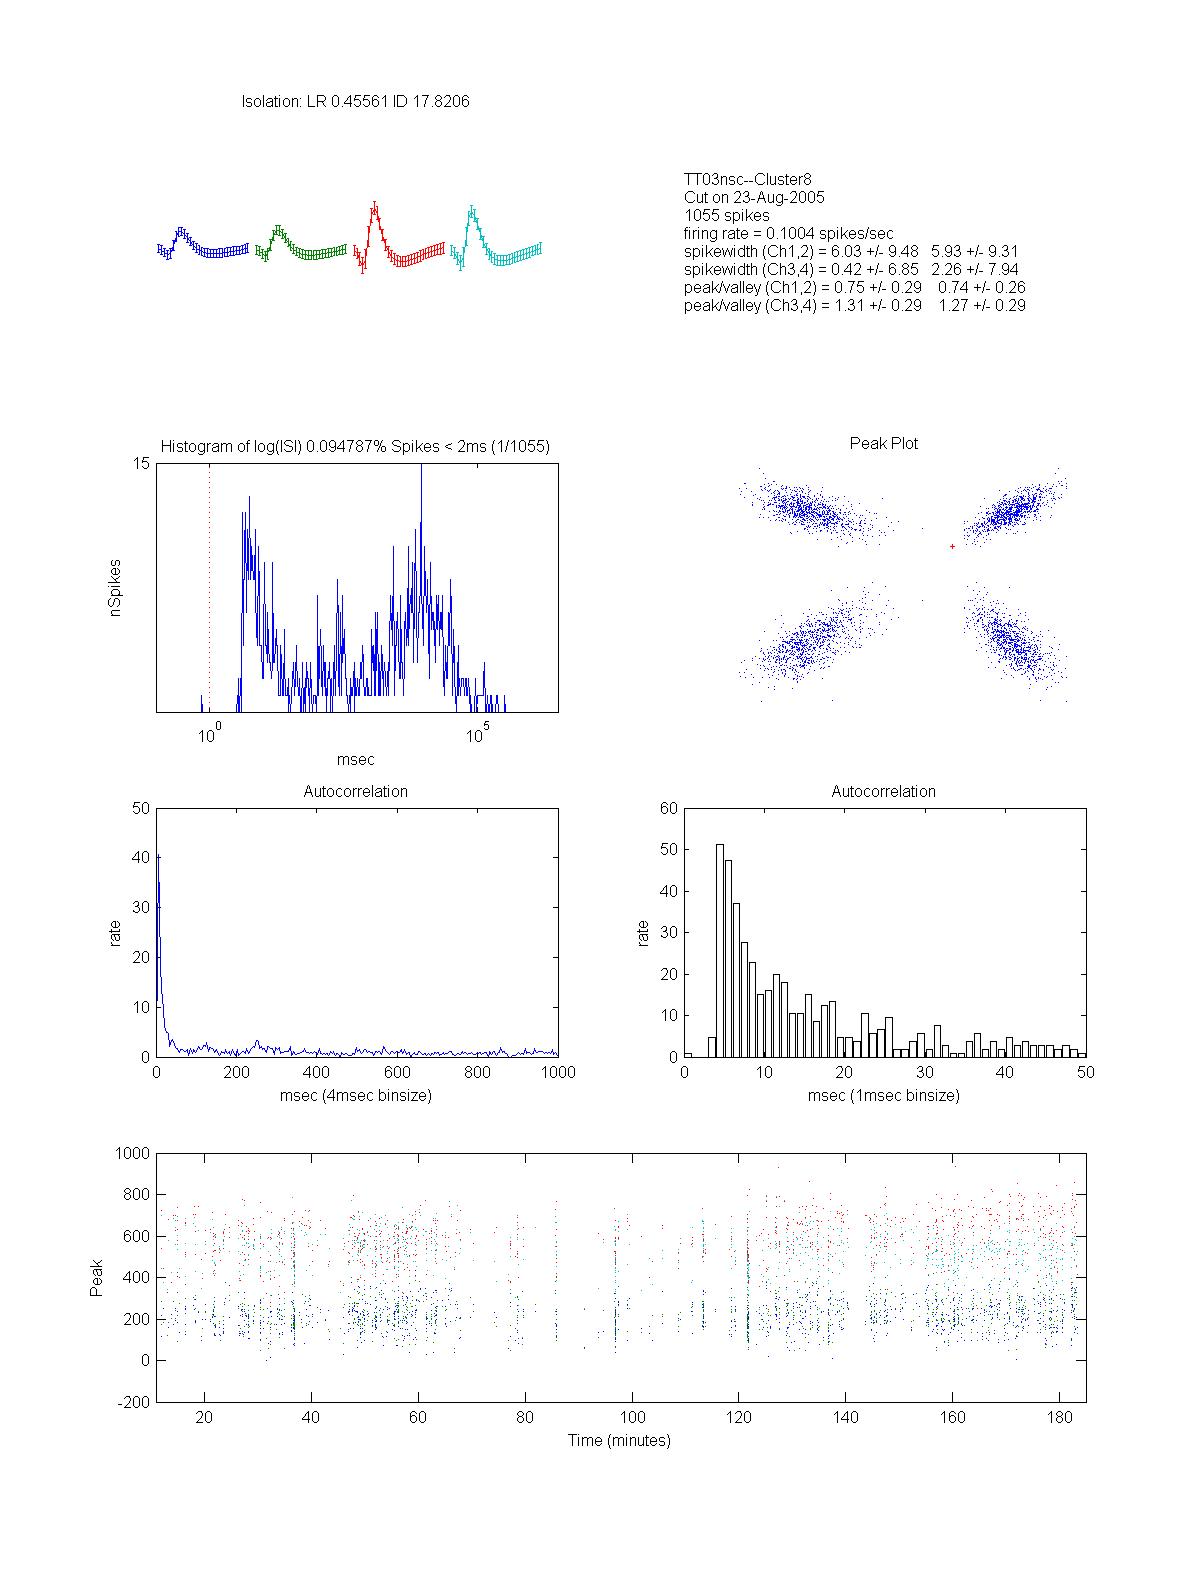 Isolation: LR 0.45561 ID 17.8206
TT03nsc--Cluster8
Cut on 23-Aug-2005
1055 spikes
firing rate = 0.1004 spikes/sec
spikewidth (Ch1,2) = 6.03 +/- 9.48 5.93 +/- 9.31
spikewidth (Ch3,4) = 0.42 +/- 6.85 2.26 +/- 7.94
peak/valley (Ch1,2) = 0.75 +/- 0.29 0.74 +/- 0.26
peak/valley (Ch3,4) = 1.31 +/- 0.29 1.27 +/- 0.29
Histogram of log(ISI) 0.094787% Spikes < 2ms (1/1055)
15
nSpikes
10^0 10^5
msec
Peak Plot
Autocorrelation
50
40
30
20
10
0
rate
0 200 400 600 800 1000
msec (4msec binsize)
Autocorrelation
60
50
40
30
20
10
0
rate
0 10 20 30 40 50
msec (1msec binsize)
1000
800
600
400
200
0
-200
Peak
20 40 60 80 100 120 140 160 180
Time (minutes)